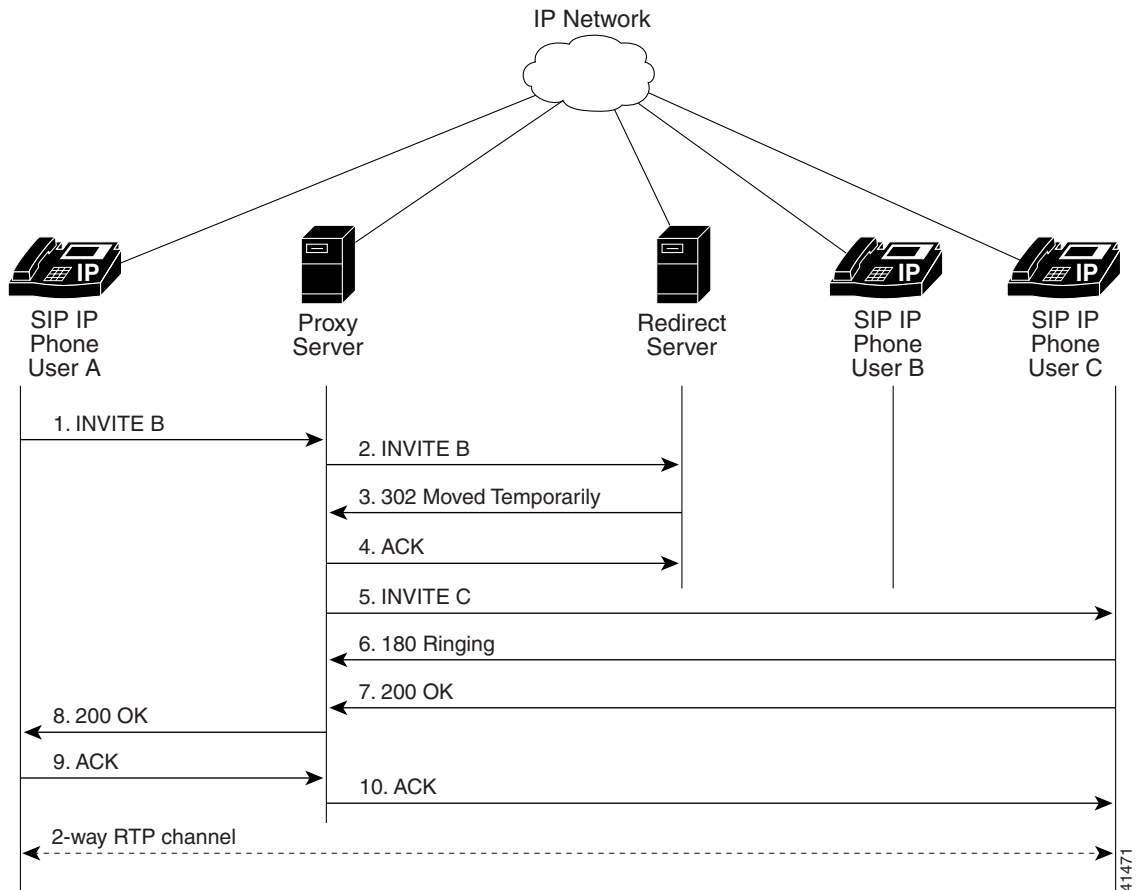 IP Network
IP
IP
IP
SIP IP
Phone
User A
Proxy
Server
Redirect
Server
SIP IP
Phone
User B
SIP IP
Phone
User C
1. INVITE B
2. INVITE B
3. 302 Moved Temporarily
4. ACK
5. INVITE C
6. 180 Ringing
7. 200 OK
8. 200 OK
9. ACK
10. ACK
2-way RTP channel
41471